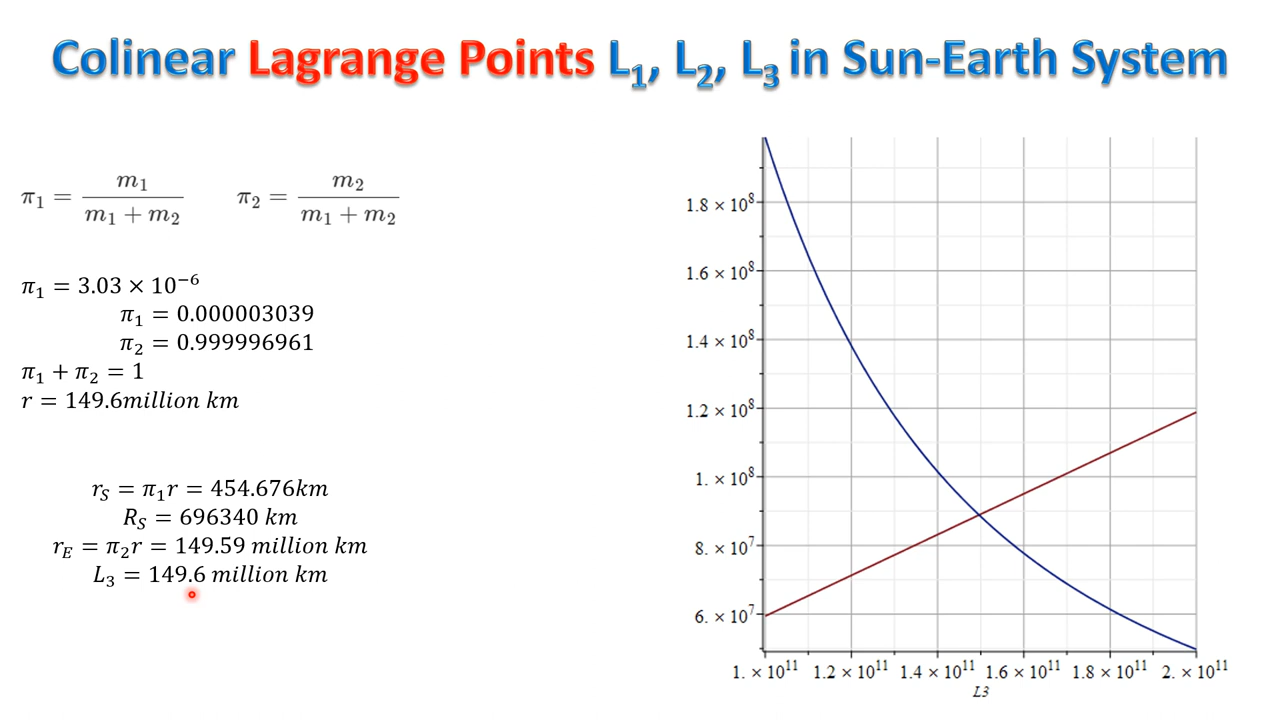 Colinear Lagrange Points L₁, L₂, L₃ in Sun-Earth System
π₁ = m₁ / (m₁ + m₂)   π₂ = m₂ / (m₁ + m₂)
π₁ = 3.03 × 10⁻⁶
π₁ = 0.000003039
π₂ = 0.999996961
π₁ + π₂ = 1
r = 149.6million km
r_S = π₁r = 454.676km
R_S = 696340 km
r_E = π₂r = 149.59 million km
L₃ = 149.6 million km
1.8 × 10⁸
1.6 × 10⁸
1.4 × 10⁸
1.2 × 10⁸
1. × 10⁸
8. × 10⁷
6. × 10⁷
1. × 10¹¹ 1.2 × 10¹¹ 1.4 × 10¹¹ 1.6 × 10¹¹ 1.8 × 10¹¹ 2. × 10¹¹
L3